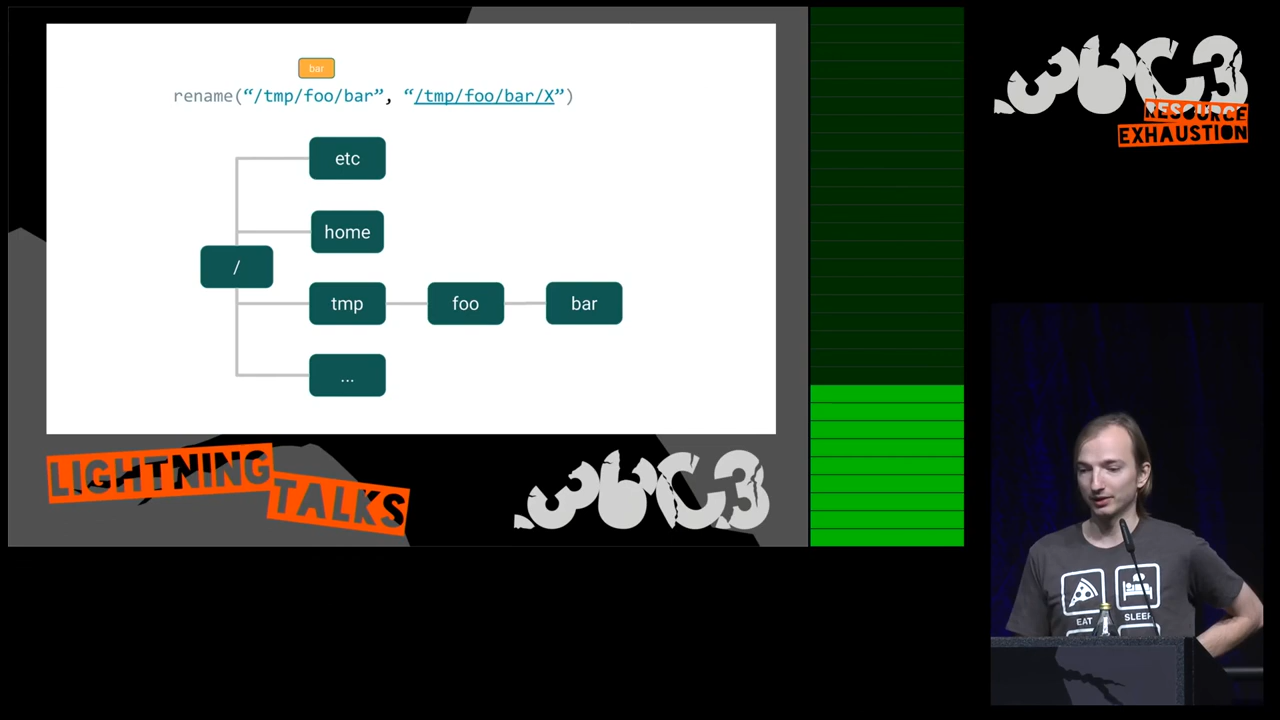 bar
rename(“/tmp/foo/bar”, “/tmp/foo/bar/X”)
etc
home
/
tmp
foo
bar
...
LIGHTNING
TALKS
36C3
36C3
RESOURCE
EXHAUSTION
EAT
SLEEP